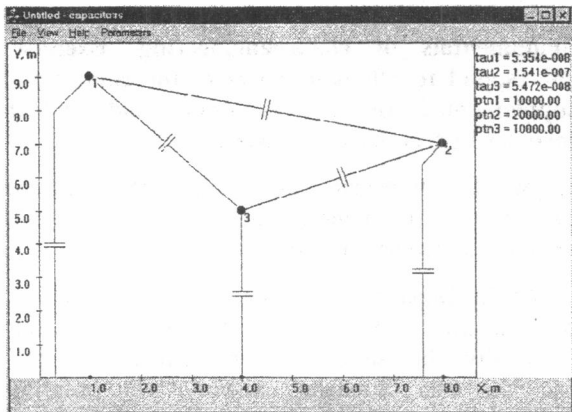 Untitled - capacitors
File View Help Parameters
Y, m
9.0
8.0
7.0
6.0
5.0
4.0
3.0
2.0
1.0
1
2
3
1.0 2.0 3.0 4.0 5.0 6.0 7.0 8.0 X, m
tau1 = 5.351e-008
tau2 = 1.541e-007
tau3 = 5.472e-008
ptn1 = 10000.00
ptn2 = 20000.00
ptn3 = 10000.00